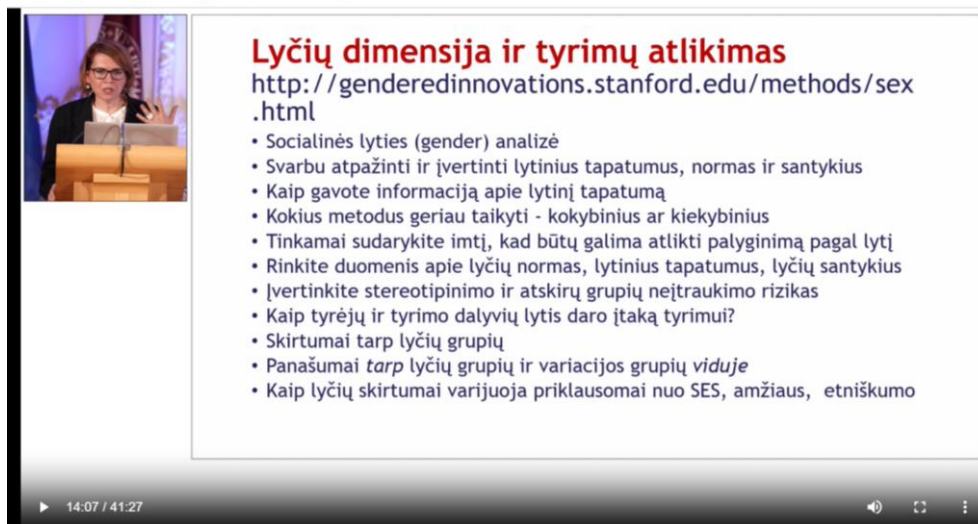 Lyčių dimensija ir tyrimų atlikimas
http://genderedinnovations.stanford.edu/methods/sex
.html
• Socialinės lyties (gender) analizė
• Svarbu atpažinti ir įvertinti lytinius tapatumus, normas ir santykius
• Kaip gavote informaciją apie lytinį tapatumą
• Kokius metodus geriau taikyti - kokybinius ar kiekybinius
• Tinkamai sudarykite imtį, kad būtų galima atlikti palyginimą pagal lytį
• Rinkite duomenis apie lyčių normas, lytinius tapatumus, lyčių santykius
• Įvertinkite stereotipinimo ir atskirų grupių neįtraukimo rizikas
• Kaip tyrėjų ir tyrimo dalyvių lytis daro įtaką tyrimui?
• Skirtumai tarp lyčių grupių
• Panašumai tarp lyčių grupių ir variacijos grupių viduje
• Kaip lyčių skirtumai varijuoja priklausomai nuo SES, amžiaus, etniškumo
14:07 / 41:27